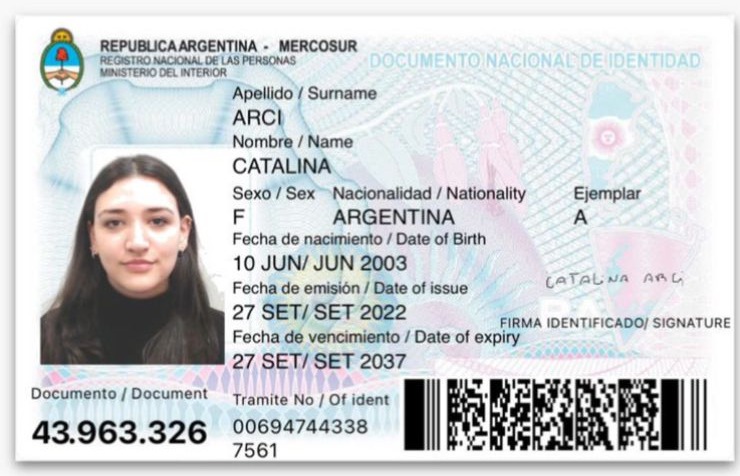 REPUBLICA ARGENTINA - MERCOSUR
REGISTRO NACIONAL DE LAS PERSONAS
MINISTERIO DEL INTERIOR
DOCUMENTO NACIONAL DE IDENTIDAD
Apellido / Surname
ARCI
Nombre / Name
CATALINA
Sexo / Sex Nacionalidad / Nationality Ejemplar
F ARGENTINA A
Fecha de nacimiento / Date of Birth
10 JUN/ JUN 2003
Fecha de emisión / Date of issue
27 SET/ SET 2022
CATALINA ARCI
FIRMA IDENTIFICADO/ SIGNATURE
Fecha de vencimiento / Date of expiry
27 SET/ SET 2037
Documento / Document
43.963.326
Tramite No / Of ident
00694744338
7561